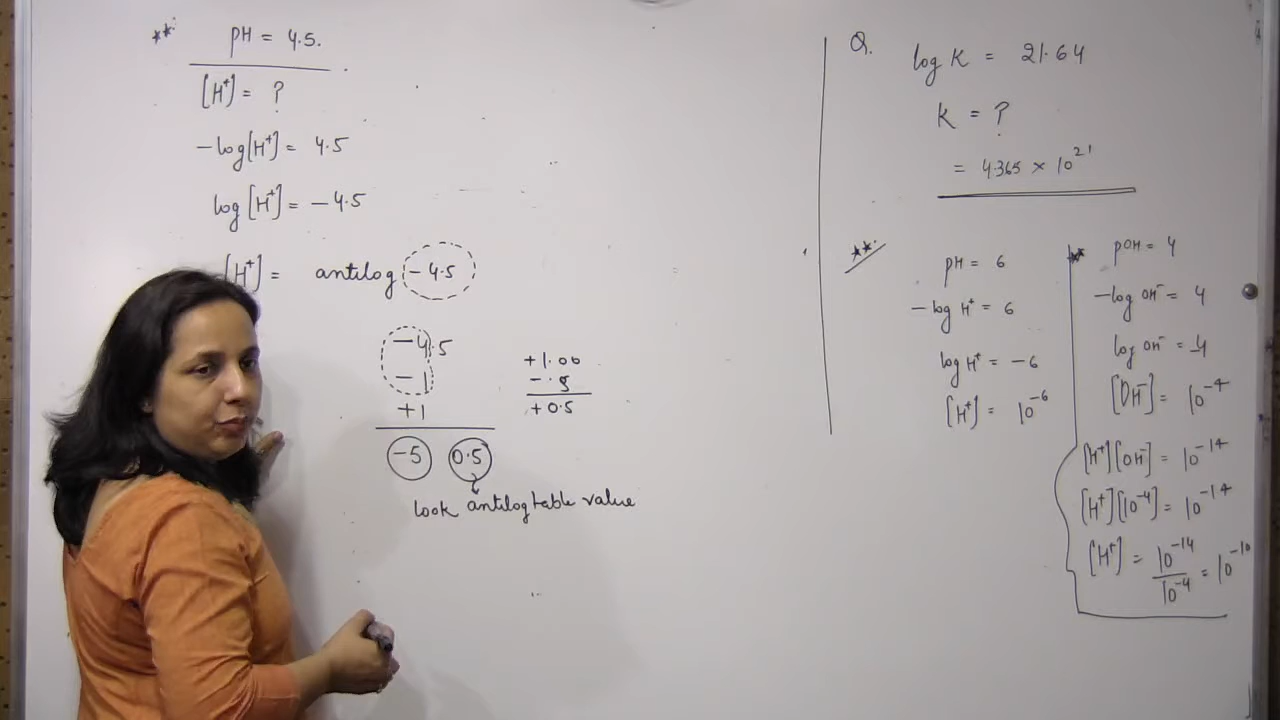 ** pH = 4.5.
[H⁺] = ?
-log[H⁺] = 4.5
log [H⁺] = -4.5
[H⁺] = antilog -4.5
-4.5
-1
+1
-5 0.5
look antilog table value
+1.00
-.5
+0.5
Q. log K = 21.64
K = ?
= 4.365 × 10²¹
** pH = 6
-log H⁺ = 6
log H⁺ = -6
[H⁺] = 10⁻⁶
** pOH = 4
-log OH⁻ = 4
log OH⁻ = -4
[OH⁻] = 10⁻⁴
[H⁺][OH⁻] = 10⁻¹⁴
[H⁺][10⁻⁴] = 10⁻¹⁴
[H⁺] = 10⁻¹⁴ / 10⁻⁴ = 10⁻¹⁰